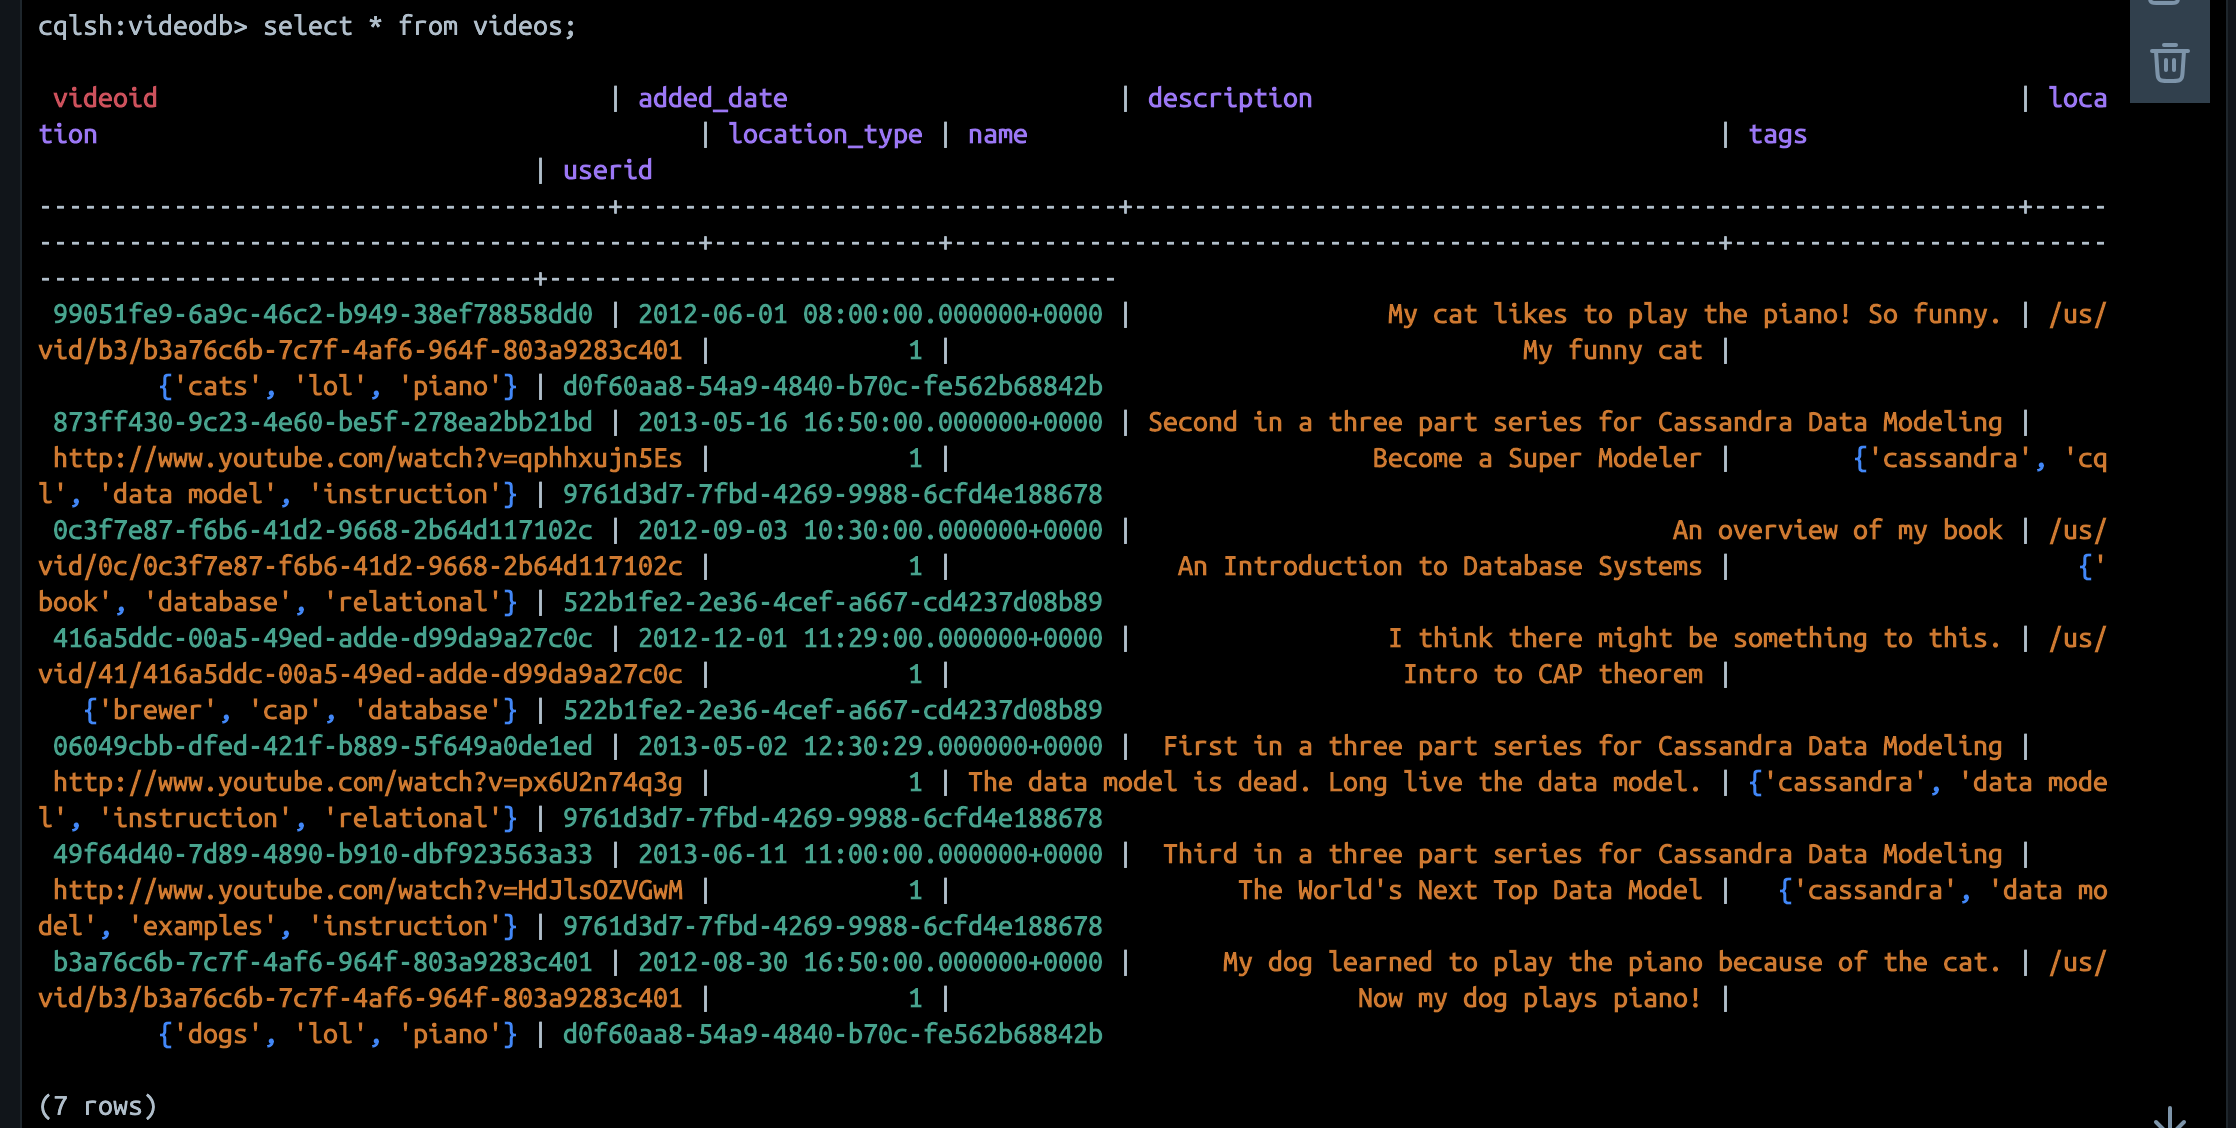 cqlsh:videodb> select * from videos;
videoid | added_date | description | loca
tion | location_type | name | tags
| userid
--------------------------------------+---------------------------------+------------------------------------------------------------+-----
---------------------------------------------+---------------+---------------------------------------------------+-------------------------
----------------------------------+--------------------------------------
99051fe9-6a9c-46c2-b949-38ef78858dd0 | 2012-06-01 08:00:00.000000+0000 | My cat likes to play the piano! So funny. | /us/
vid/b3/b3a76c6b-7c7f-4af6-964f-803a9283c401 | 1 | My funny cat |
{'cats', 'lol', 'piano'} | d0f60aa8-54a9-4840-b70c-fe562b68842b
873ff430-9c23-4e60-be5f-278ea2bb21bd | 2013-05-16 16:50:00.000000+0000 | Second in a three part series for Cassandra Data Modeling |
http://www.youtube.com/watch?v=qphhxujn5Es | 1 | Become a Super Modeler | {'cassandra', 'cq
l', 'data model', 'instruction'} | 9761d3d7-7fbd-4269-9988-6cfd4e188678
0c3f7e87-f6b6-41d2-9668-2b64d117102c | 2012-09-03 10:30:00.000000+0000 | An overview of my book | /us/
vid/0c/0c3f7e87-f6b6-41d2-9668-2b64d117102c | 1 | An Introduction to Database Systems | {'
book', 'database', 'relational'} | 522b1fe2-2e36-4cef-a667-cd4237d08b89
416a5ddc-00a5-49ed-adde-d99da9a27c0c | 2012-12-01 11:29:00.000000+0000 | I think there might be something to this. | /us/
vid/41/416a5ddc-00a5-49ed-adde-d99da9a27c0c | 1 | Intro to CAP theorem |
{'brewer', 'cap', 'database'} | 522b1fe2-2e36-4cef-a667-cd4237d08b89
06049cbb-dfed-421f-b889-5f649a0de1ed | 2013-05-02 12:30:29.000000+0000 | First in a three part series for Cassandra Data Modeling |
http://www.youtube.com/watch?v=px6U2n74q3g | 1 | The data model is dead. Long live the data model. | {'cassandra', 'data mode
l', 'instruction', 'relational'} | 9761d3d7-7fbd-4269-9988-6cfd4e188678
49f64d40-7d89-4890-b910-dbf923563a33 | 2013-06-11 11:00:00.000000+0000 | Third in a three part series for Cassandra Data Modeling |
http://www.youtube.com/watch?v=HdJlsOZVGwM | 1 | The World's Next Top Data Model | {'cassandra', 'data mo
del', 'examples', 'instruction'} | 9761d3d7-7fbd-4269-9988-6cfd4e188678
b3a76c6b-7c7f-4af6-964f-803a9283c401 | 2012-08-30 16:50:00.000000+0000 | My dog learned to play the piano because of the cat. | /us/
vid/b3/b3a76c6b-7c7f-4af6-964f-803a9283c401 | 1 | Now my dog plays piano! |
{'dogs', 'lol', 'piano'} | d0f60aa8-54a9-4840-b70c-fe562b68842b
(7 rows)